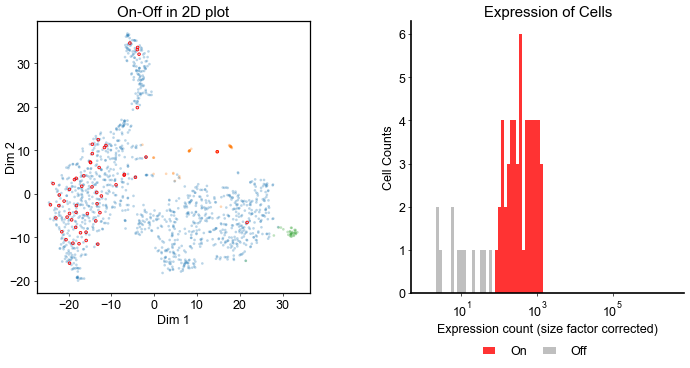 On-Off in 2D plot
Expression of Cells
Dim 2
30
20
10
0
−10
−20
−20 −10 0 10 20 30
Dim 1
Cell Counts
6
5
4
3
2
1
0
10^1 10^3 10^5
Expression count (size factor corrected)
On Off